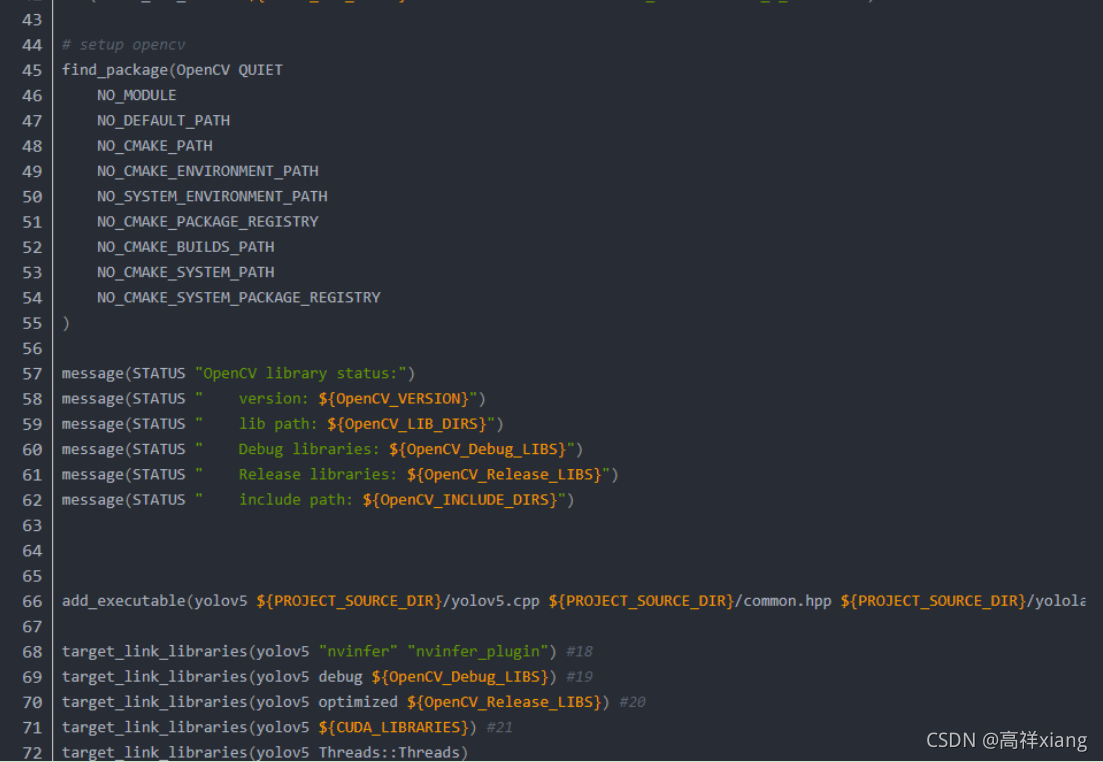 43
44 # setup opencv
45 find_package(OpenCV QUIET
46     NO_MODULE
47     NO_DEFAULT_PATH
48     NO_CMAKE_PATH
49     NO_CMAKE_ENVIRONMENT_PATH
50     NO_SYSTEM_ENVIRONMENT_PATH
51     NO_CMAKE_PACKAGE_REGISTRY
52     NO_CMAKE_BUILDS_PATH
53     NO_CMAKE_SYSTEM_PATH
54     NO_CMAKE_SYSTEM_PACKAGE_REGISTRY
55 )
56
57 message(STATUS "OpenCV library status:")
58 message(STATUS "    version: ${OpenCV_VERSION}")
59 message(STATUS "    lib path: ${OpenCV_LIB_DIRS}")
60 message(STATUS "    Debug libraries: ${OpenCV_Debug_LIBS}")
61 message(STATUS "    Release libraries: ${OpenCV_Release_LIBS}")
62 message(STATUS "    include path: ${OpenCV_INCLUDE_DIRS}")
63
64
65
66 add_executable(yolov5 ${PROJECT_SOURCE_DIR}/yolov5.cpp ${PROJECT_SOURCE_DIR}/common.hpp ${PROJECT_SOURCE_DIR}/yolola
67
68 target_link_libraries(yolov5 "nvinfer" "nvinfer_plugin") #18
69 target_link_libraries(yolov5 debug ${OpenCV_Debug_LIBS}) #19
70 target_link_libraries(yolov5 optimized ${OpenCV_Release_LIBS}) #20
71 target_link_libraries(yolov5 ${CUDA_LIBRARIES}) #21
72 target_link_libraries(yolov5 Threads::Threads)
CSDN @高祥xiang